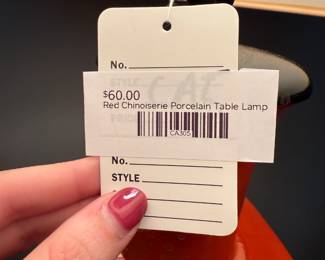 No.
$60.00
Red Chinoiserie Porcelain Table Lamp
CA305
No.
STYLE